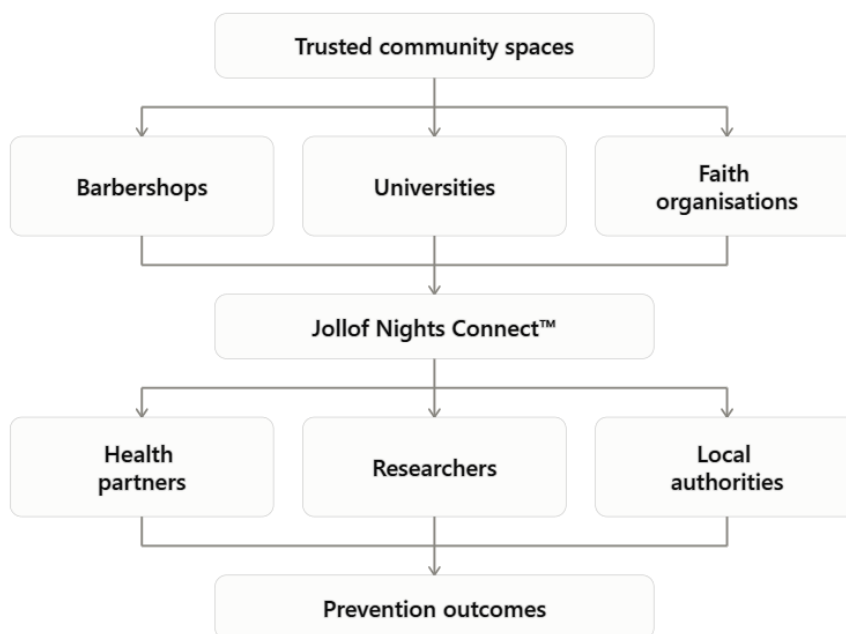 Trusted community spaces
Barbershops
Universities
Faith
organisations
Jollof Nights Connect™
Health
partners
Researchers
Local
authorities
Prevention outcomes